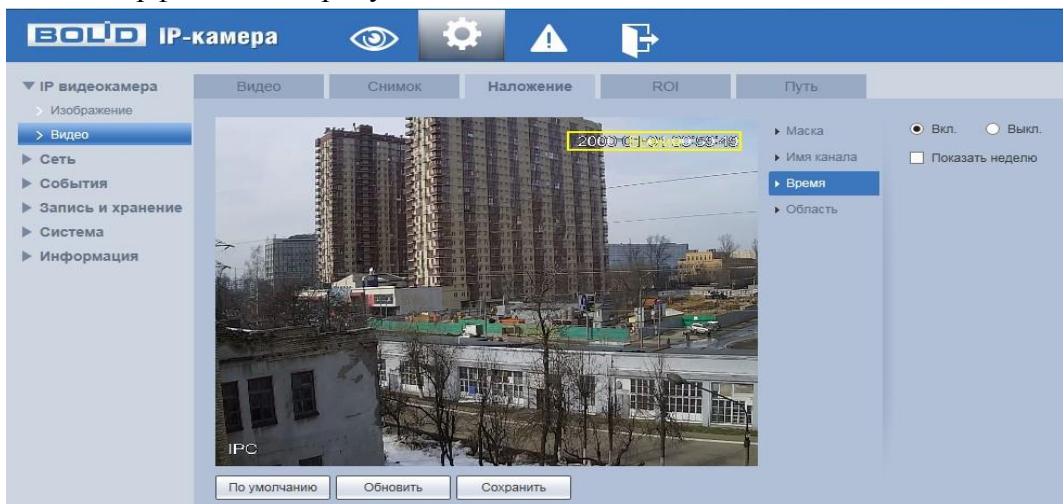 BOLID IP-камера
IP видеокамера
Изображение
Видео
Сеть
События
Запись и хранение
Система
Информация
Видео
Снимок
Наложение
ROI
Путь
IPC
Маска
Имя канала
Время
Область
Вкл.
Выкл.
Показать неделю
По умолчанию
Обновить
Сохранить